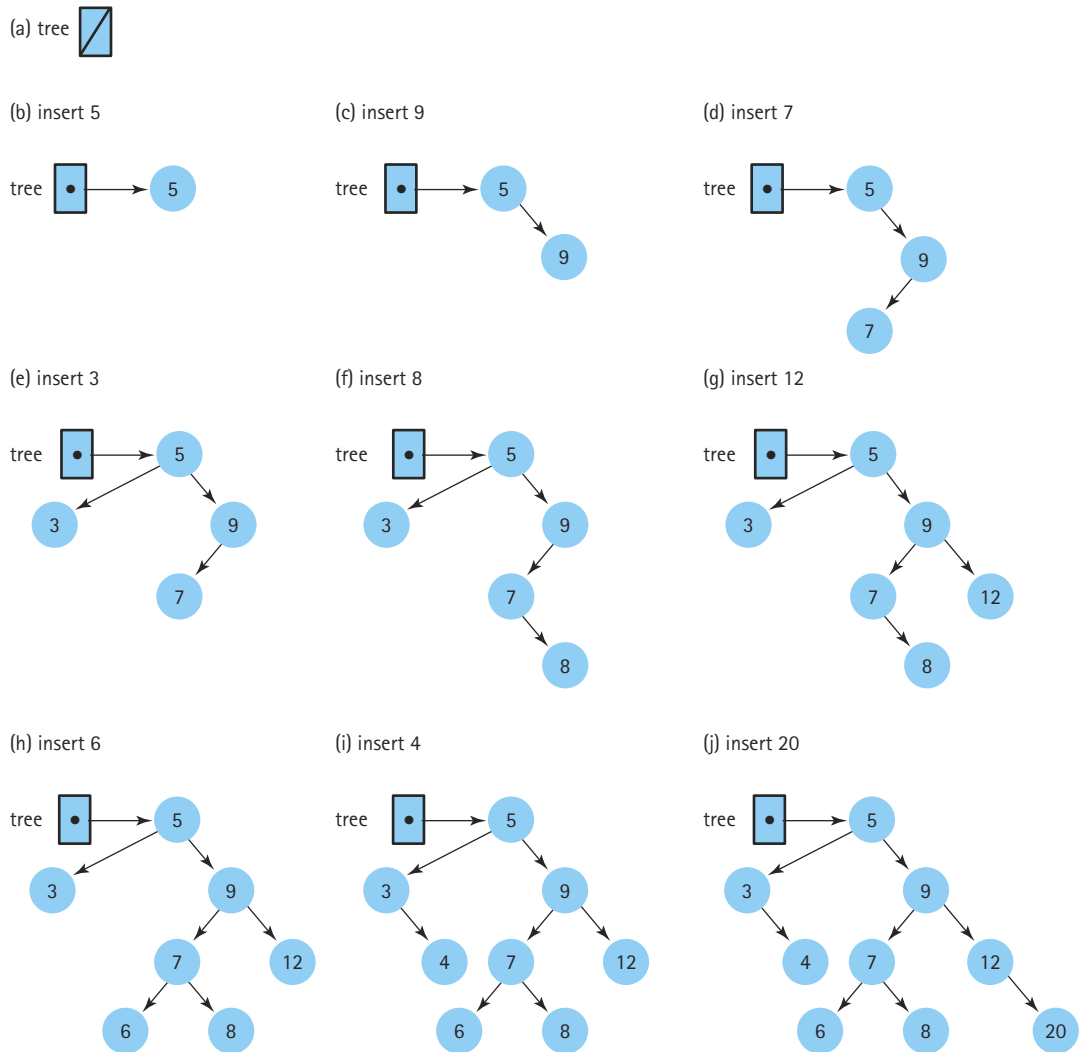 (a) tree
(b) insert 5
(c) insert 9
(d) insert 7
tree 5
tree 5
tree 5
9
9
7
(e) insert 3
(f) insert 8
(g) insert 12
tree 5
tree 5
tree 5
3 9
3 9
3 9
7
7
7 12
8
8
(h) insert 6
(i) insert 4
(j) insert 20
tree 5
tree 5
tree 5
3 9
3 9
3 9
7 12
4 7 12
4 7 12
6 8
6 8
6 8 20